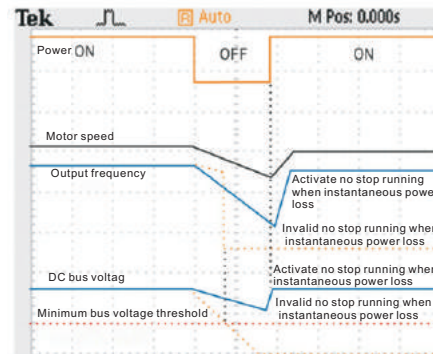 Tek Auto M Pos: 0.000s
Power ON OFF ON
Motor speed
Output frequency
Activate no stop running
when instantaneous power
loss
Invalid no stop running when
instantaneous power loss
DC bus voltag
Activate no stop running when
instantaneous power loss
Minimum bus voltage threshold
Invalid no stop running when
instantaneous power loss